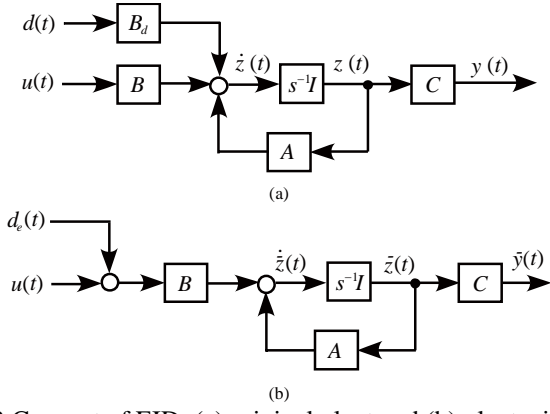 d(t)
B_d
ż (t)
z (t)
y (t)
u(t)
B
s⁻¹I
C
A
(a)
d_e(t)
z̄̇(t)
z̄(t)
ȳ(t)
u(t)
B
s⁻¹I
C
A
(b)